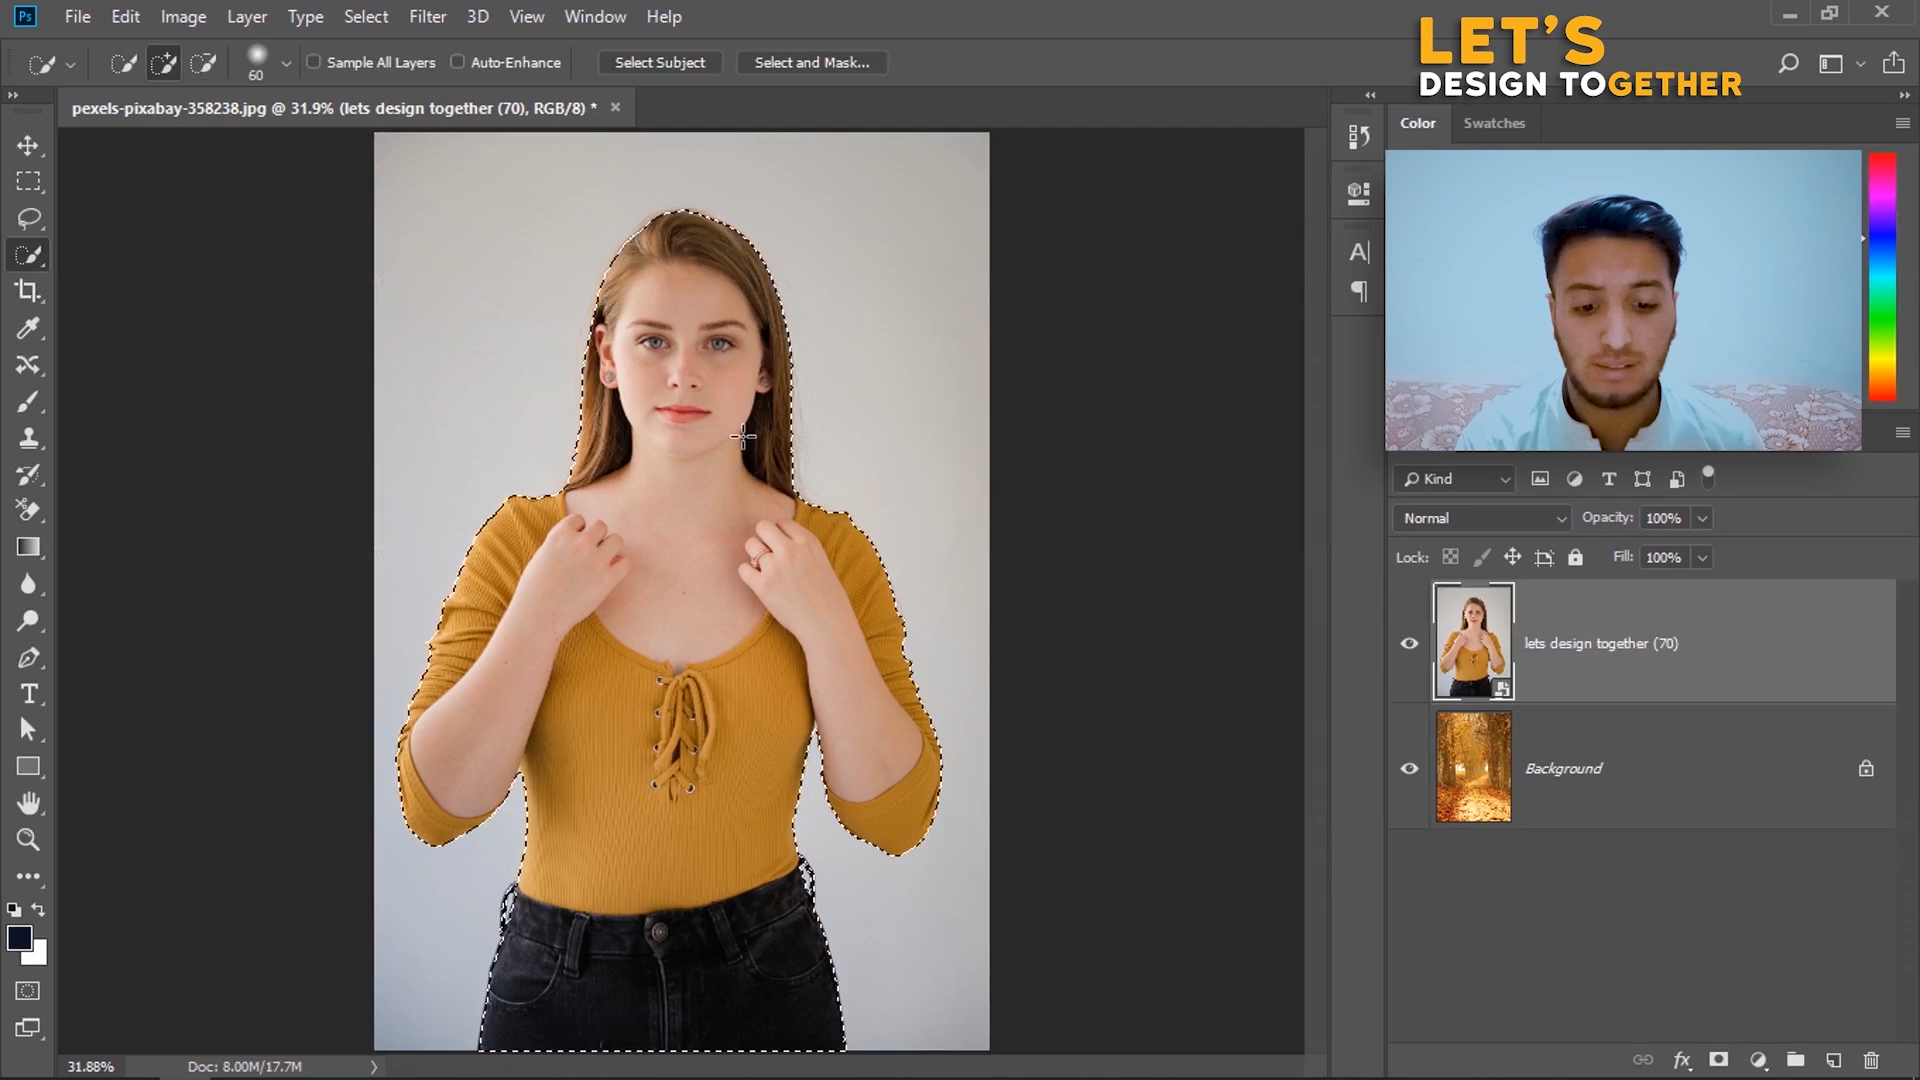 Ps File Edit Image Layer Type Select Filter 3D View Window Help
LET'S
DESIGN TOGETHER
60 Sample All Layers Auto-Enhance Select Subject Select and Mask...
pexels-pixabay-358238.jpg @ 31.9% (lets design together (70), RGB/8) *
Color Swatches
Kind
Normal Opacity: 100%
Lock: Fill: 100%
lets design together (70)
Background
31.88% Doc: 8.00M/17.7M